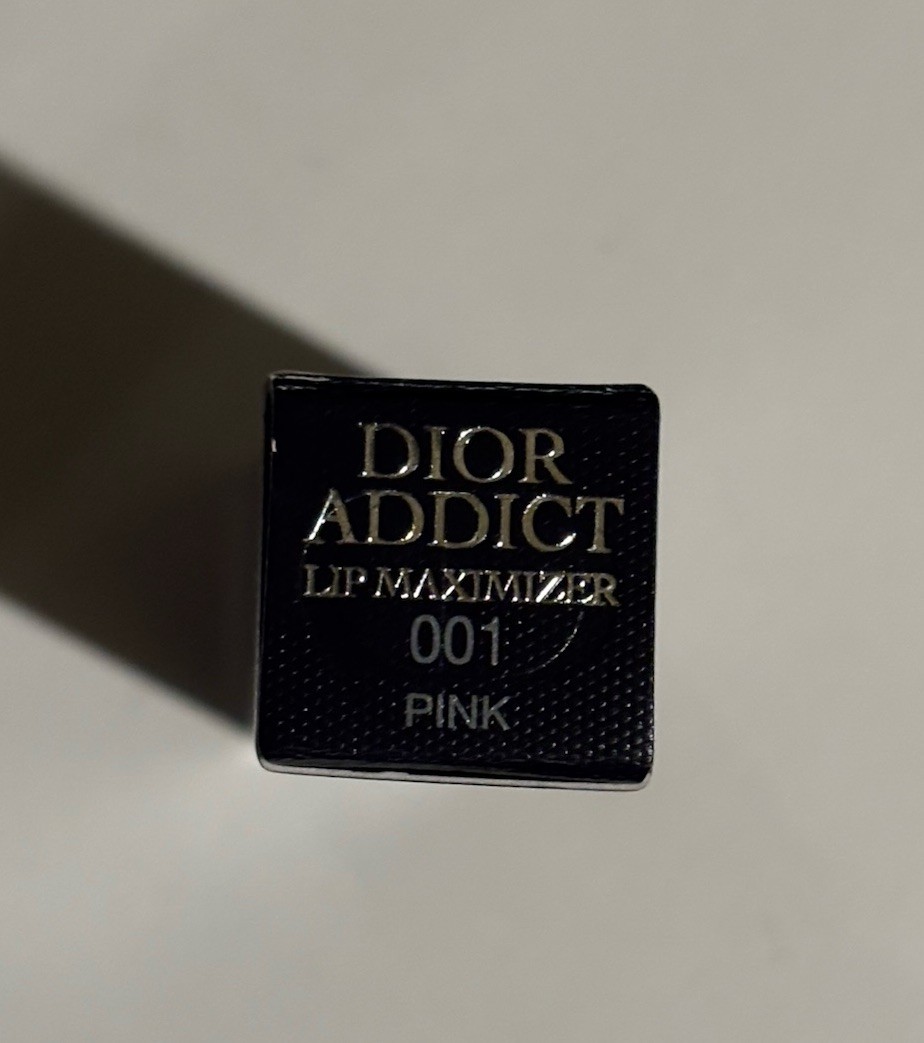 DIOR
ADDICT
LIP MAXIMIZER
001
PINK